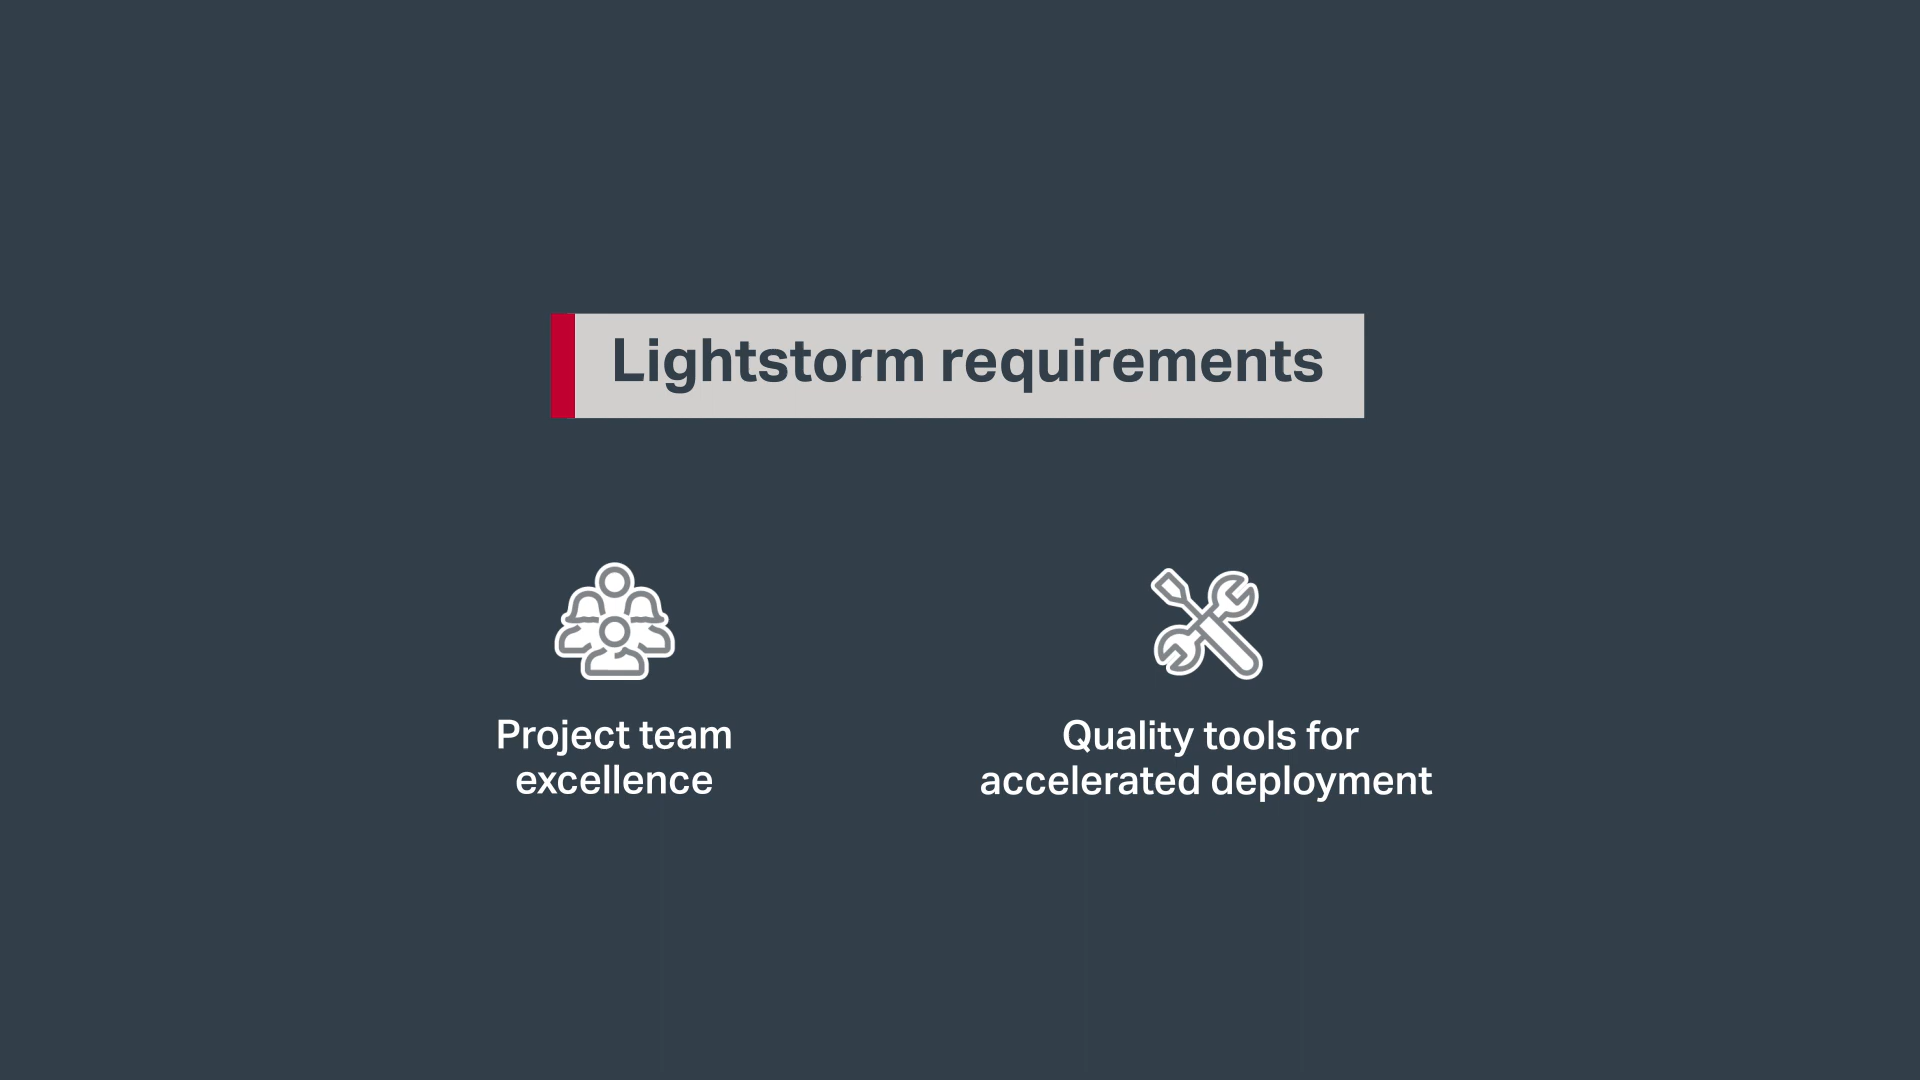 Lightstorm requirements
Project team
excellence
Quality tools for
accelerated deployment